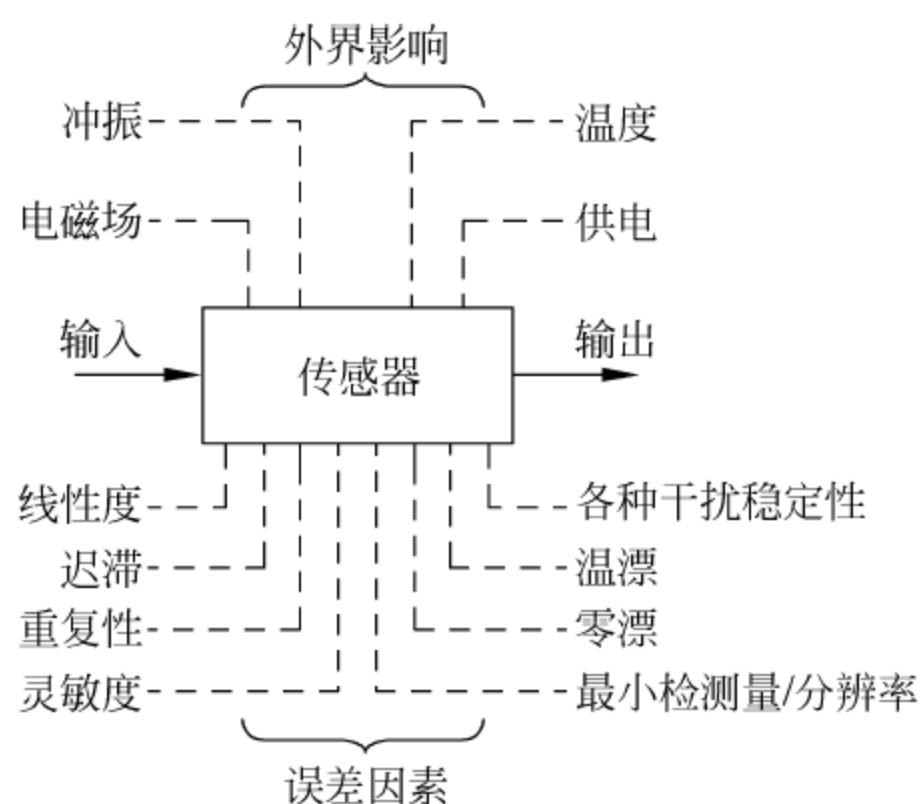 外界影响
冲振
温度
电磁场
供电
输入
输出
传感器
线性度
各种干扰稳定性
迟滞
温漂
重复性
零漂
灵敏度
最小检测量/分辨率
误差因素